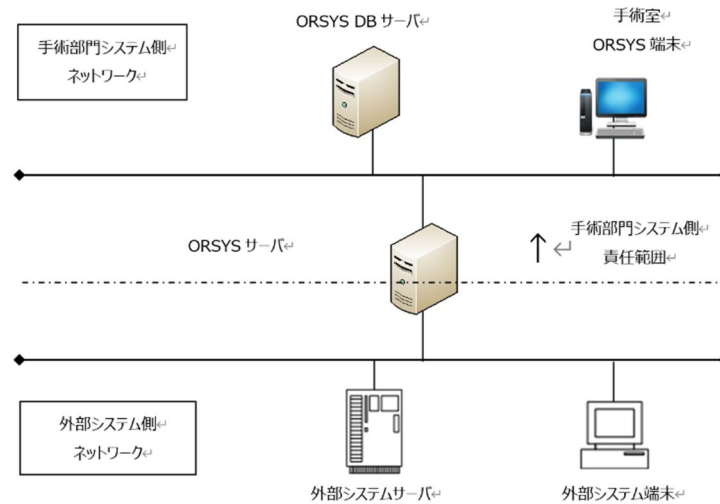 ORSYS DB サーバ↵
手術室↵
ORSYS 端末↵
手術部門システム側↵
ネットワーク↵
ORSYS サーバ↵
↑↵
手術部門システム側↵
責任範囲↵
外部システム側↵
ネットワーク↵
外部システムサーバ↵
外部システム端末↵